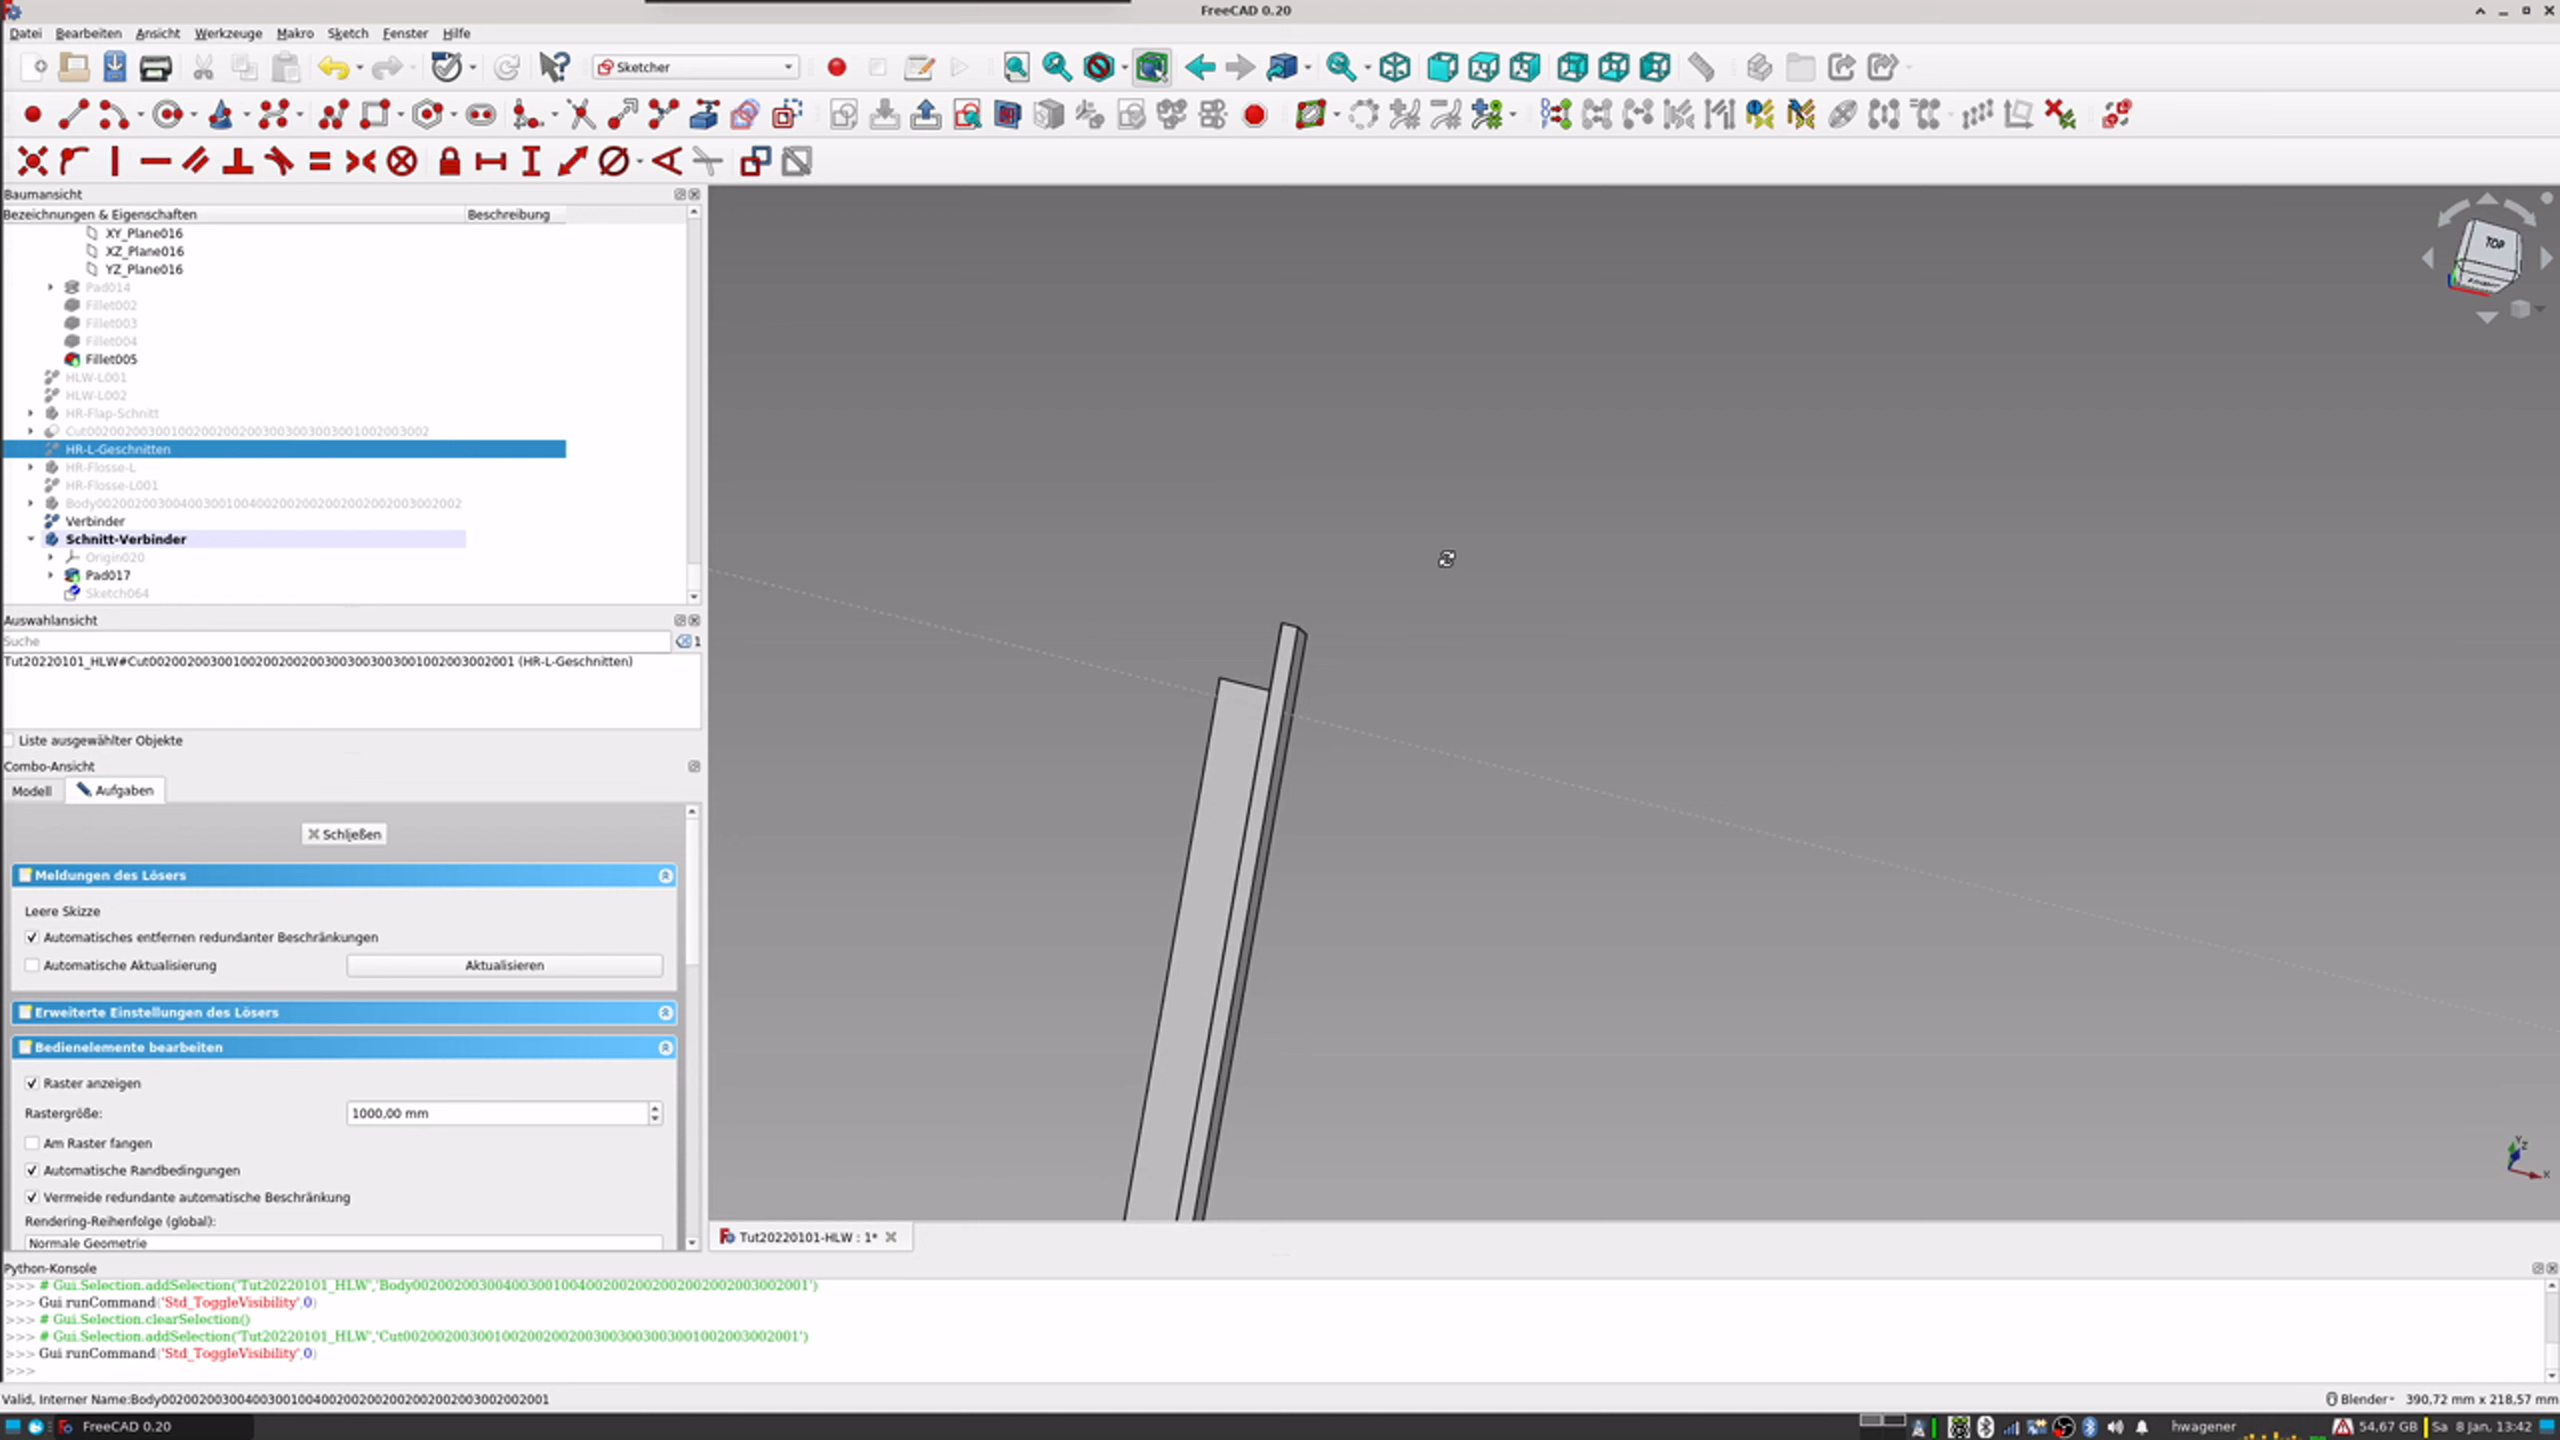 FreeCAD 0.20
Datei Bearbeiten Ansicht Werkzeuge Makro Sketch Fenster Hilfe
Sketcher
Baumansicht
Bezeichnungen & Eigenschaften Beschreibung
XY_Plane016
XZ_Plane016
YZ_Plane016
Pad014
Fillet002
Fillet003
Fillet004
Fillet005
HLW-L001
HLW-L002
HR-Flap-Schnitt
HR-L-Geschnitten
HR-Flosse-L
HR-Flosse-L001
Verbinder
Schnitt-Verbinder
Origin020
Pad017
Sketch064
Auswahlansicht
Suche
1
(HR-L-Geschnitten)
Liste ausgewählter Objekte
Combo-Ansicht
Modell Aufgaben
Schließen
Meldungen des Lösers
Leere Skizze
Automatisches entfernen redundanter Beschränkungen
Automatische Aktualisierung Aktualisieren
Erweiterte Einstellungen des Lösers
Bedienelemente bearbeiten
Raster anzeigen
Rastergröße: 1000,00 mm
Am Raster fangen
Automatische Randbedingungen
Vermeide redundante automatische Beschränkung
Rendering-Reihenfolge (global):
Normale Geometrie
TOP
Z
X
Tut20220101-HLW : 1*
Python-Konsole
>>> # Gui.Selection.addSelection('Tut20220101_HLW',
>>> Gui runCommand('Std_ToggleVisibility',0)
>>> # Gui.Selection.clearSelection()
>>> # Gui.Selection.addSelection('Tut20220101_HLW',
>>> Gui runCommand('Std_ToggleVisibility',0)
>>>
Valid, Interner Name:
Blender 390,72 mm x 218,57 mm
FreeCAD 0.20 hwagener 54,67 GB Sa 8 Jan, 13:42